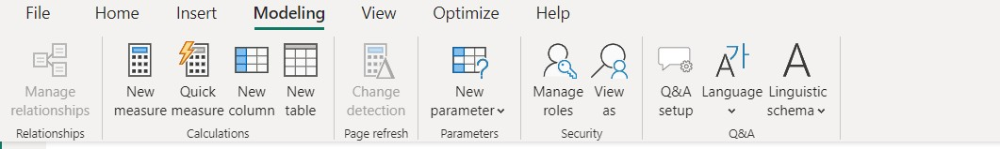 File Home Insert Modeling View Optimize Help
Manage relationships
New measure
Quick measure
New column
New table
Change detection
New parameter
Manage roles
View as
Q&A setup
Language
가
A
Linguistic schema
A
Relationships Calculations Page refresh Parameters Security Q&A